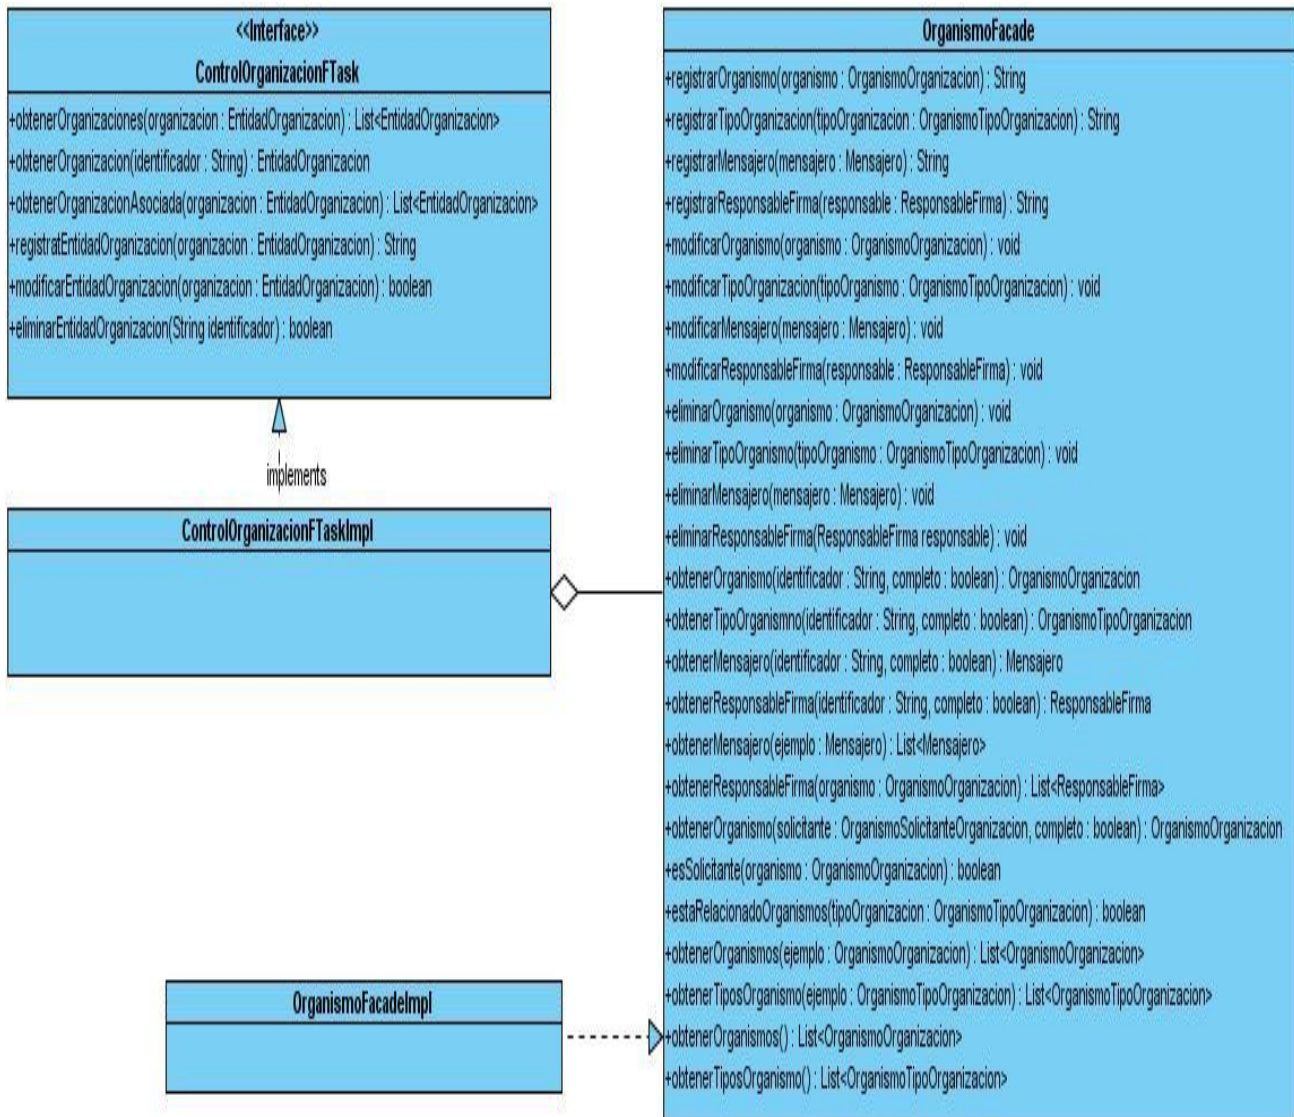 <<Interface>>
ControlOrganizacionFTask
+obtenerOrganizaciones(organizacion : EntidadOrganizacion) : List<EntidadOrganizacion>
+obtenerOrganizacion(identificador : String) : EntidadOrganizacion
+obtenerOrganizacionAsociada(organizacion : EntidadOrganizacion) : List<EntidadOrganizacion>
+registratEntidadOrganizacion(organizacion : EntidadOrganizacion) : String
+modificarEntidadOrganizacion(organizacion : EntidadOrganizacion) : boolean
+eliminarEntidadOrganizacion(String identificador) : boolean
implements
ControlOrganizacionFTaskImpl
OrganismoFacadeImpl
OrganismoFacade
+registrarOrganismo(organismo : OrganismoOrganizacion) : String
+registrarTipoOrganizacion(tipoOrganizacion : OrganismoTipoOrganizacion) : String
+registrarMensajero(mensajero : Mensajero) : String
+registrarResponsableFirma(responsable : ResponsableFirma) : String
+modificarOrganismo(organismo : OrganismoOrganizacion) : void
+modificarTipoOrganizacion(tipoOrganismo : OrganismoTipoOrganizacion) : void
+modificarMensajero(mensajero : Mensajero) : void
+modificarResponsableFirma(responsable : ResponsableFirma) : void
+eliminarOrganismo(organismo : OrganismoOrganizacion) : void
+eliminarTipoOrganismo(tipoOrganismo : OrganismoTipoOrganizacion) : void
+eliminarMensajero(mensajero : Mensajero) : void
+eliminarResponsableFirma(ResponsableFirma responsable) : void
+obtenerOrganismo(identificador : String, completo : boolean) : OrganismoOrganizacion
+obtenerTipoOrganismno(identificador : String, completo : boolean) : OrganismoTipoOrganizacion
+obtenerMensajero(identificador : String, completo : boolean) : Mensajero
+obtenerResponsableFirma(identificador : String, completo : boolean) : ResponsableFirma
+obtenerMensajero(ejemplo : Mensajero) : List<Mensajero>
+obtenerResponsableFirma(organismo : OrganismoOrganizacion) : List<ResponsableFirma>
+obtenerOrganismo(solicitante : OrganismoSolicitanteOrganizacion, completo : boolean) : OrganismoOrganizacion
+esSolicitante(organismo : OrganismoOrganizacion) : boolean
+estaRelacionadoOrganismos(tipoOrganizacion : OrganismoTipoOrganizacion) : boolean
+obtenerOrganismos(ejemplo : OrganismoOrganizacion) : List<OrganismoOrganizacion>
+obtenerTiposOrganismo(ejemplo : OrganismoTipoOrganizacion) : List<OrganismoTipoOrganizacion>
+obtenerOrganismos() : List<OrganismoOrganizacion>
+obtenerTiposOrganismo() : List<OrganismoTipoOrganizacion>